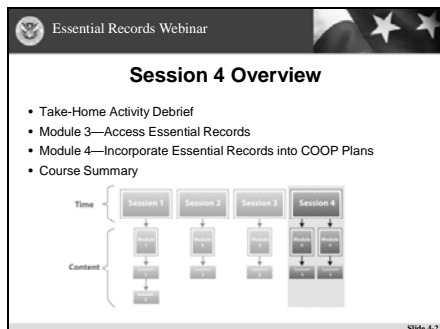 Essential Records Webinar
Session 4 Overview
• Take-Home Activity Debrief
• Module 3—Access Essential Records
• Module 4—Incorporate Essential Records into COOP Plans
• Course Summary
Time
Session 1
Session 2
Session 3
Session 4
Content
Slide 4-2